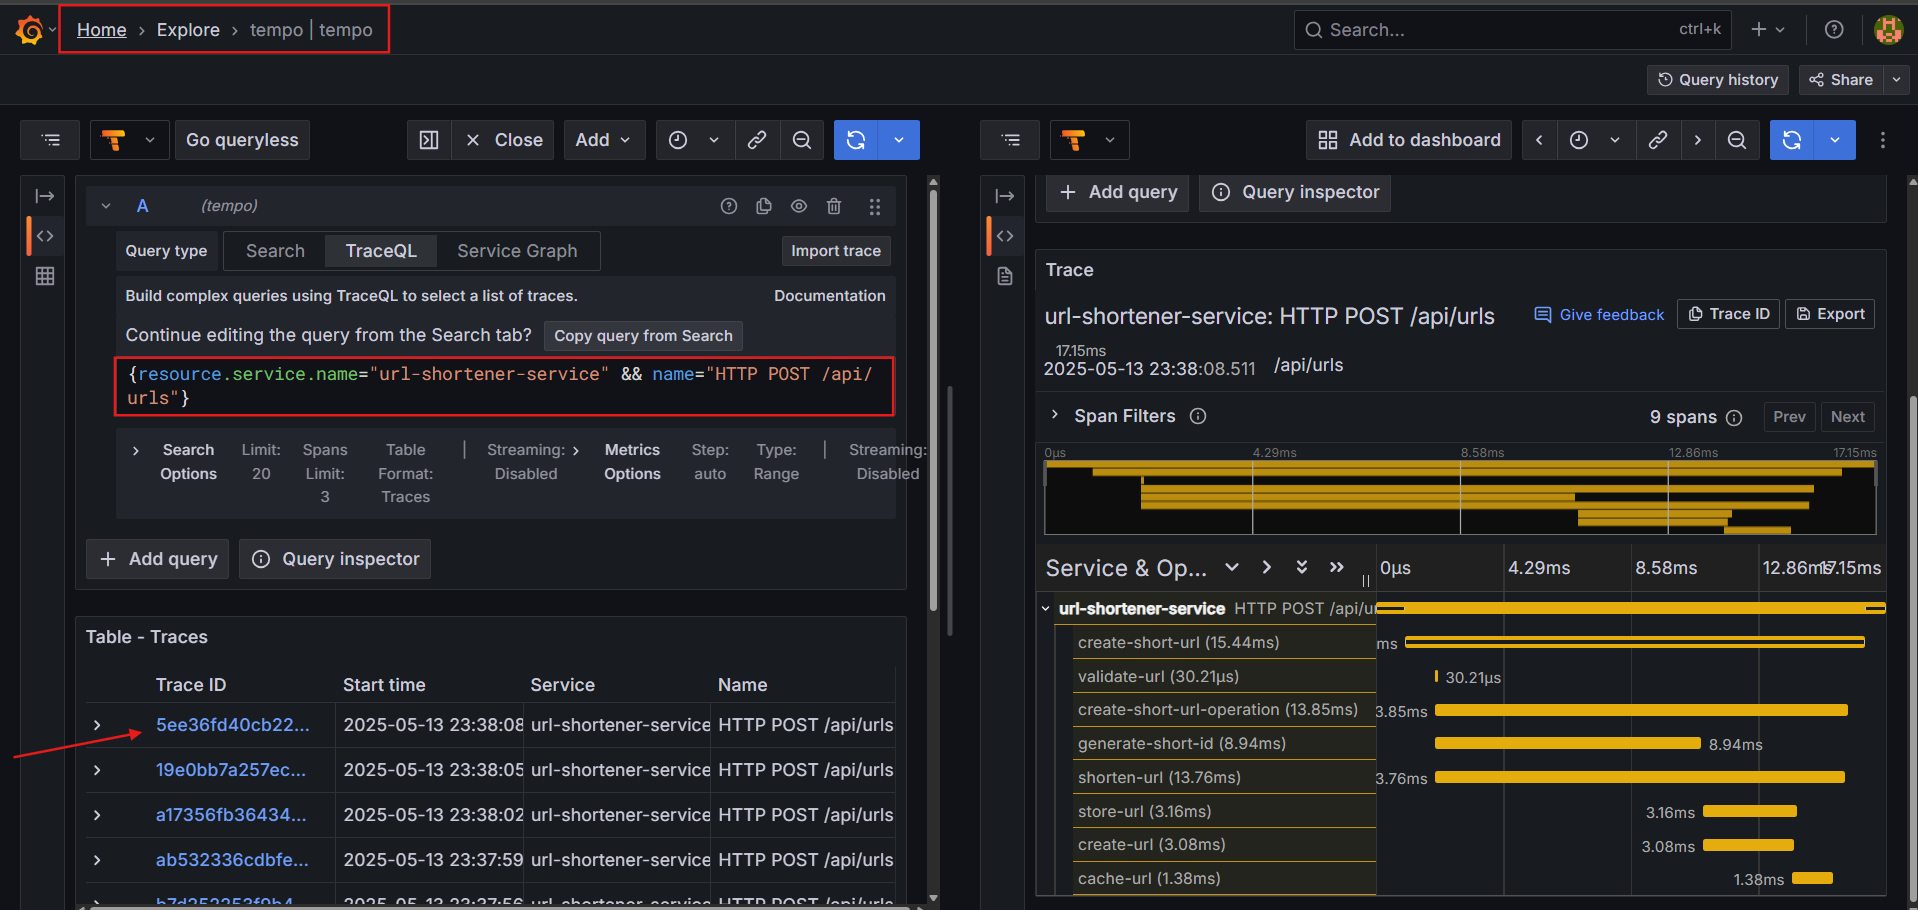 Home › Explore › tempo | tempo
Search... ctrl+k
Query history Share
Go queryless Close Add
Add to dashboard
A (tempo)
Query type Search TraceQL Service Graph Import trace
Build complex queries using TraceQL to select a list of traces. Documentation
Continue editing the query from the Search tab? Copy query from Search
{resource.service.name="url-shortener-service" && name="HTTP POST /api/
urls"}
Search Options Limit: 20 Spans Limit: 3 Table Format: Traces | Streaming: Disabled Metrics Options Step: auto Type: Range | Streaming: Disabled
+ Add query Query inspector
Table - Traces
Trace ID Start time Service Name
5ee36fd40cb22... 2025-05-13 23:38:08 url-shortener-service HTTP POST /api/urls
19e0bb7a257ec... 2025-05-13 23:38:05 url-shortener-service HTTP POST /api/urls
a17356fb36434... 2025-05-13 23:38:02 url-shortener-service HTTP POST /api/urls
ab532336cdbfe... 2025-05-13 23:37:59 url-shortener-service HTTP POST /api/urls
+ Add query Query inspector
Trace
url-shortener-service: HTTP POST /api/urls Give feedback Trace ID Export
17.15ms
2025-05-13 23:38:08.511 /api/urls
Span Filters 9 spans Prev Next
0μs 4.29ms 8.58ms 12.86ms 17.15ms
Service & Op... 0μs 4.29ms 8.58ms 12.86ms 17.15ms
url-shortener-service HTTP POST /api/u
create-short-url (15.44ms) ms
validate-url (30.21μs) 30.21μs
create-short-url-operation (13.85ms) 3.85ms
generate-short-id (8.94ms) 8.94ms
shorten-url (13.76ms) 3.76ms
store-url (3.16ms) 3.16ms
create-url (3.08ms) 3.08ms
cache-url (1.38ms) 1.38ms